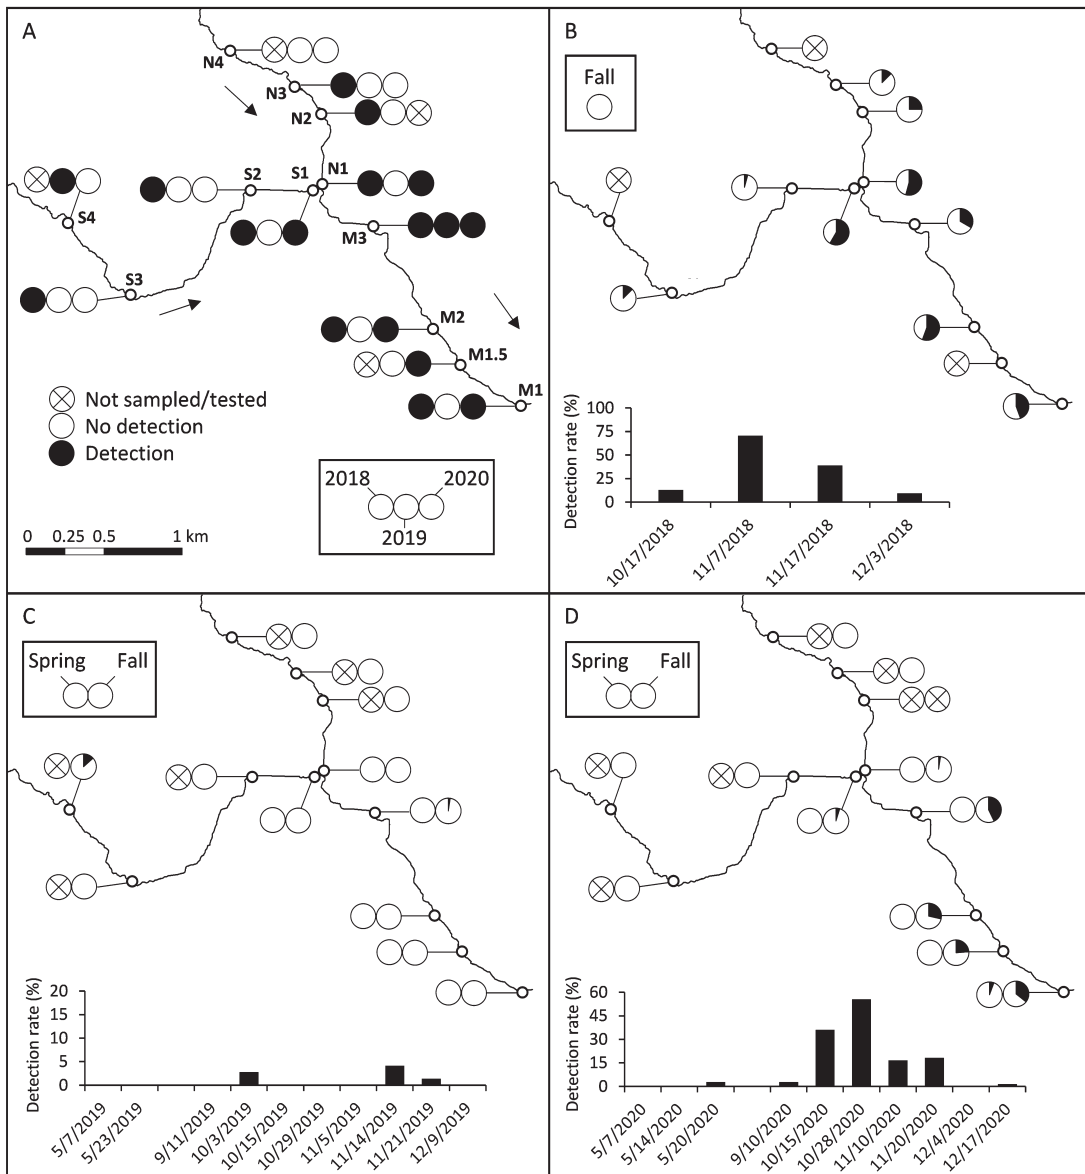 A
N4
N3
N2
S2
S1
N1
S4
M3
S3
M2
M1.5
M1
Not sampled/tested
No detection
Detection
2018
2020
2019
0
0.25
0.5
1 km
B
Fall
Detection rate (%)
100
75
50
25
0
10/17/2018
11/7/2018
11/17/2018
12/3/2018
C
Spring
Fall
Detection rate (%)
20
15
10
5
0
5/7/2019
5/23/2019
9/11/2019
10/3/2019
10/15/2019
10/29/2019
11/5/2019
11/14/2019
11/21/2019
12/9/2019
D
Spring
Fall
Detection rate (%)
60
45
30
15
0
5/7/2020
5/14/2020
5/20/2020
9/10/2020
10/15/2020
10/28/2020
11/10/2020
11/20/2020
12/4/2020
12/17/2020